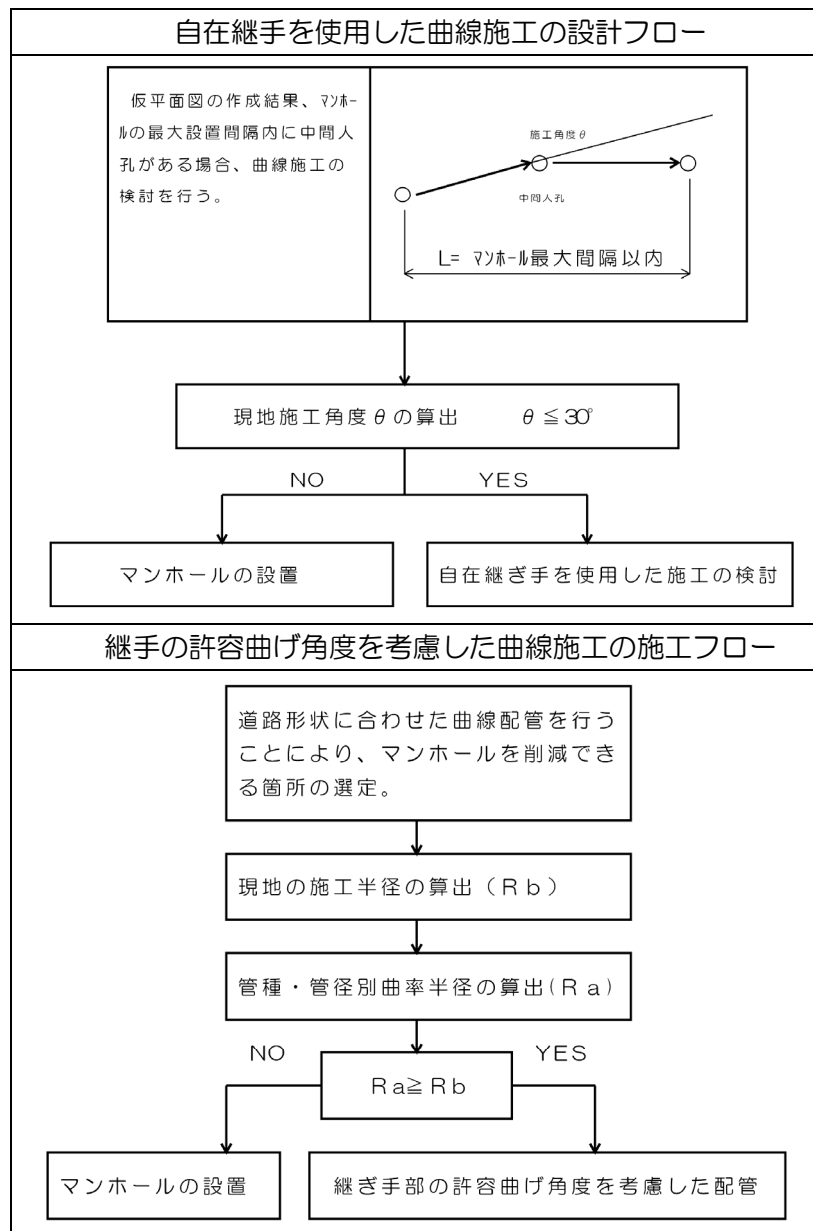 自在継手を使用した曲線施工の設計フロー
仮平面図の作成結果、ﾏﾝﾎｰ
ﾙの最大設置間隔内に中間人
孔がある場合、曲線施工の
検討を行う。
施工角度θ
中間人孔
L= ﾏﾝﾎｰﾙ最大間隔以内
現地施工角度θの算出 θ≦30°
NO
YES
マンホールの設置
自在継ぎ手を使用した施工の検討
継手の許容曲げ角度を考慮した曲線施工の施工フロー
道路形状に合わせた曲線配管を行う
ことにより、マンホールを削減でき
る箇所の選定。
現地の施工半径の算出（Ｒｂ）
管種・管径別曲率半径の算出(Ｒａ)
NO
YES
Ｒa≧Ｒb
マンホールの設置
継ぎ手部の許容曲げ角度を考慮した配管